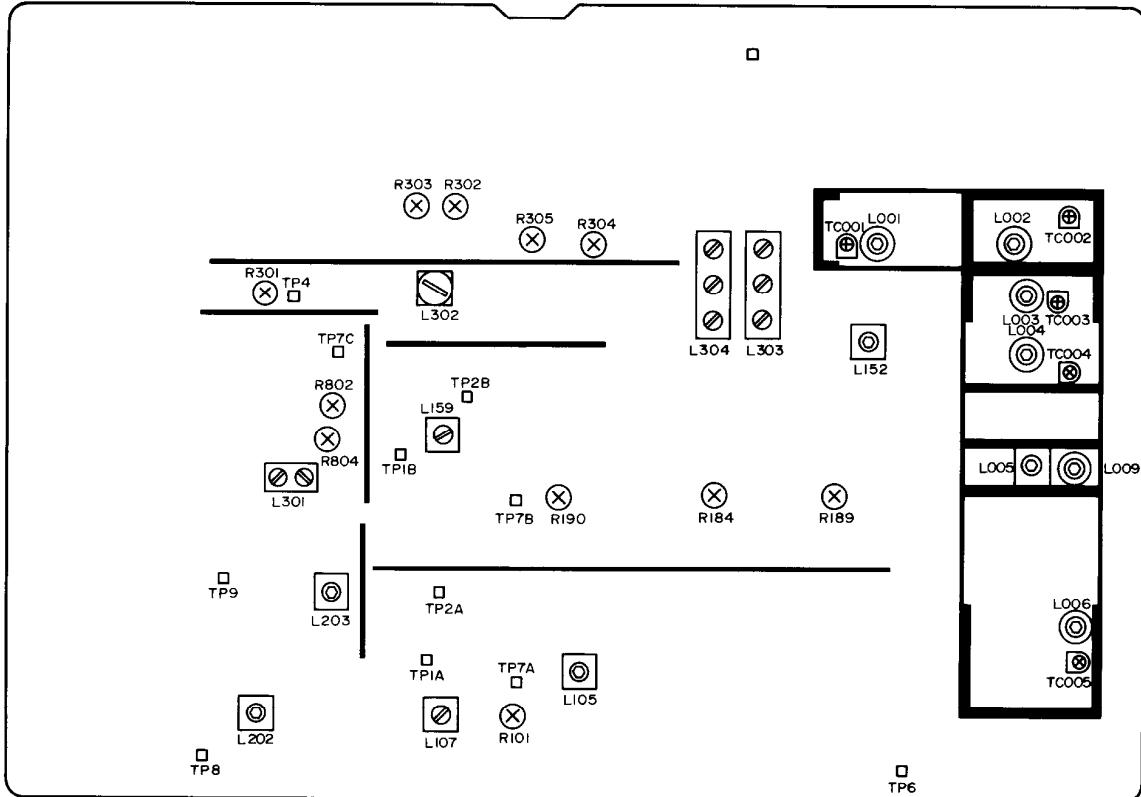 R303 R302
R305 R304
R301
TP4
L302
TC001 L001 L002 TC002
L003 TC003
L004
TC004
L304 L303
L152
TP7C
R802
R804
L301
TP2B
L159
TP1B
TP7B R190 R184 R189
L005 L009
TP9
L203
TP2A
L006
TC005
TP1A
TP7A
L105
L202
L107 R101
TP8
TP6